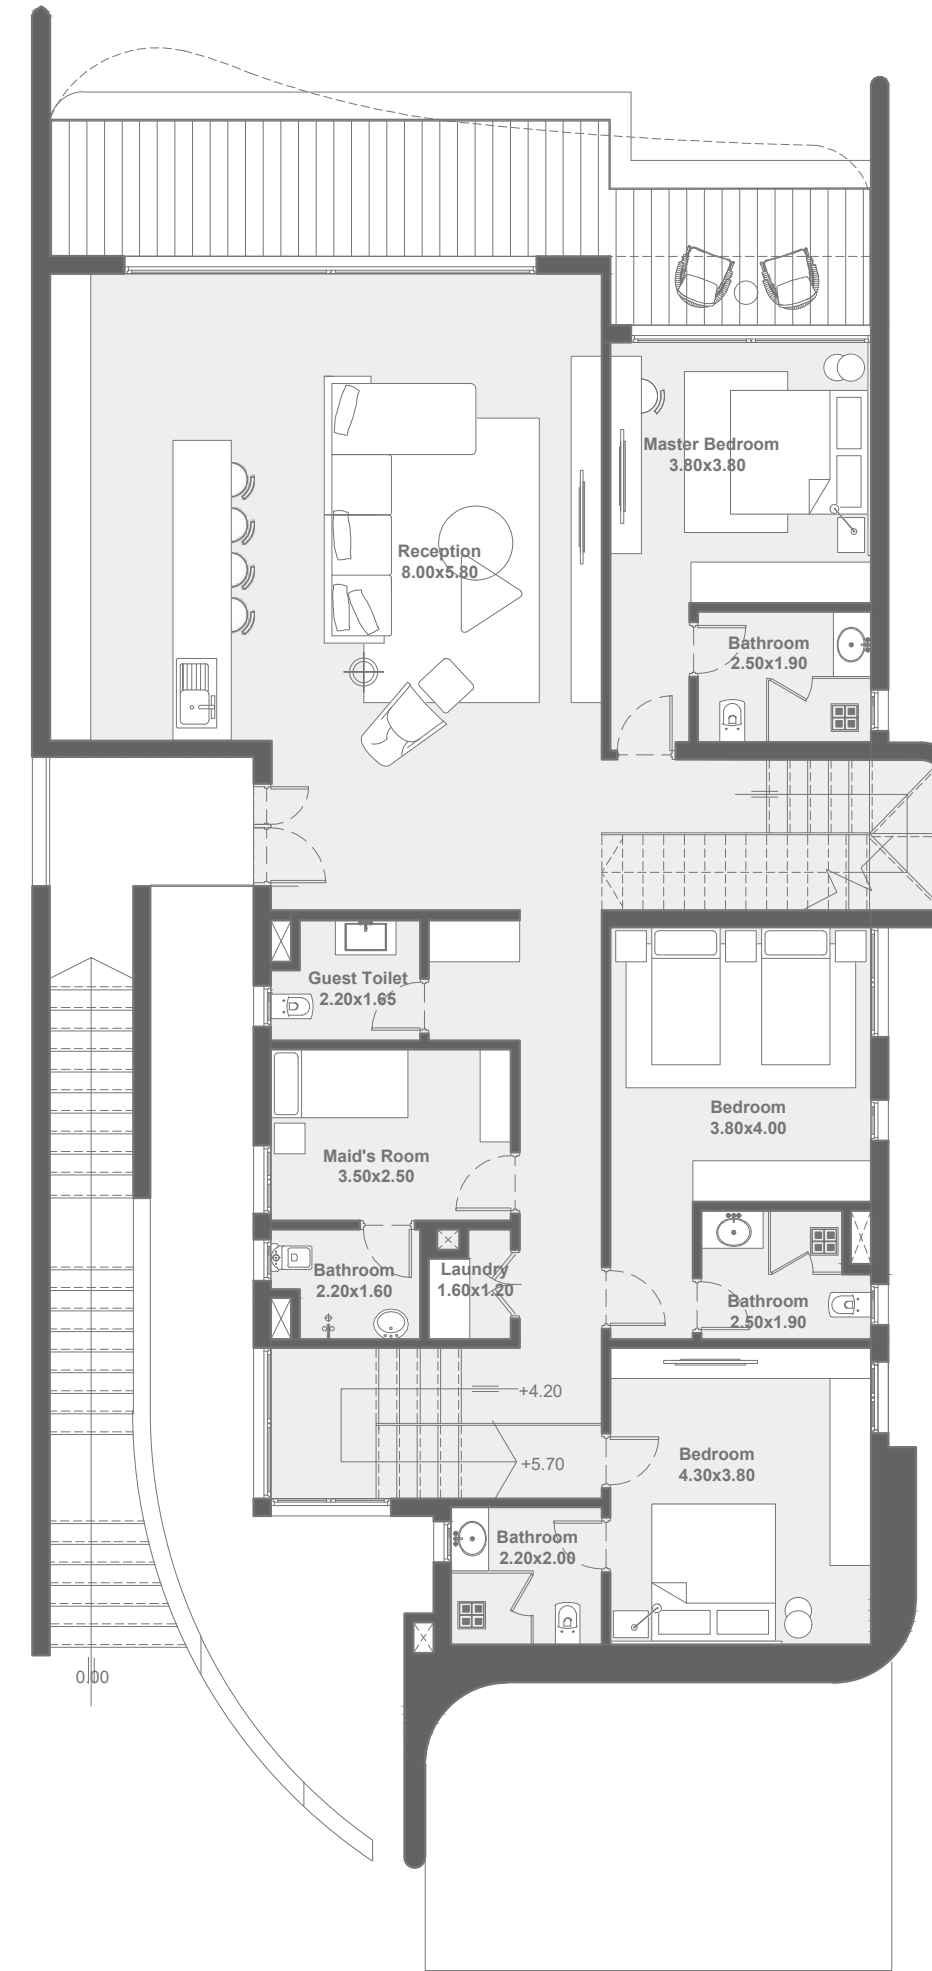 Master Bedroom
3.80x3.80
Reception
8.00x5.80
Bathroom
2.50x1.90
Guest Toilet
2.20x1.65
Bedroom
3.80x4.00
Maid's Room
3.50x2.50
Bathroom
2.20x1.60
Laundry
1.60x1.20
Bathroom
2.50x1.90
+4.20
+5.70
Bedroom
4.30x3.80
Bathroom
2.20x2.00
0.00